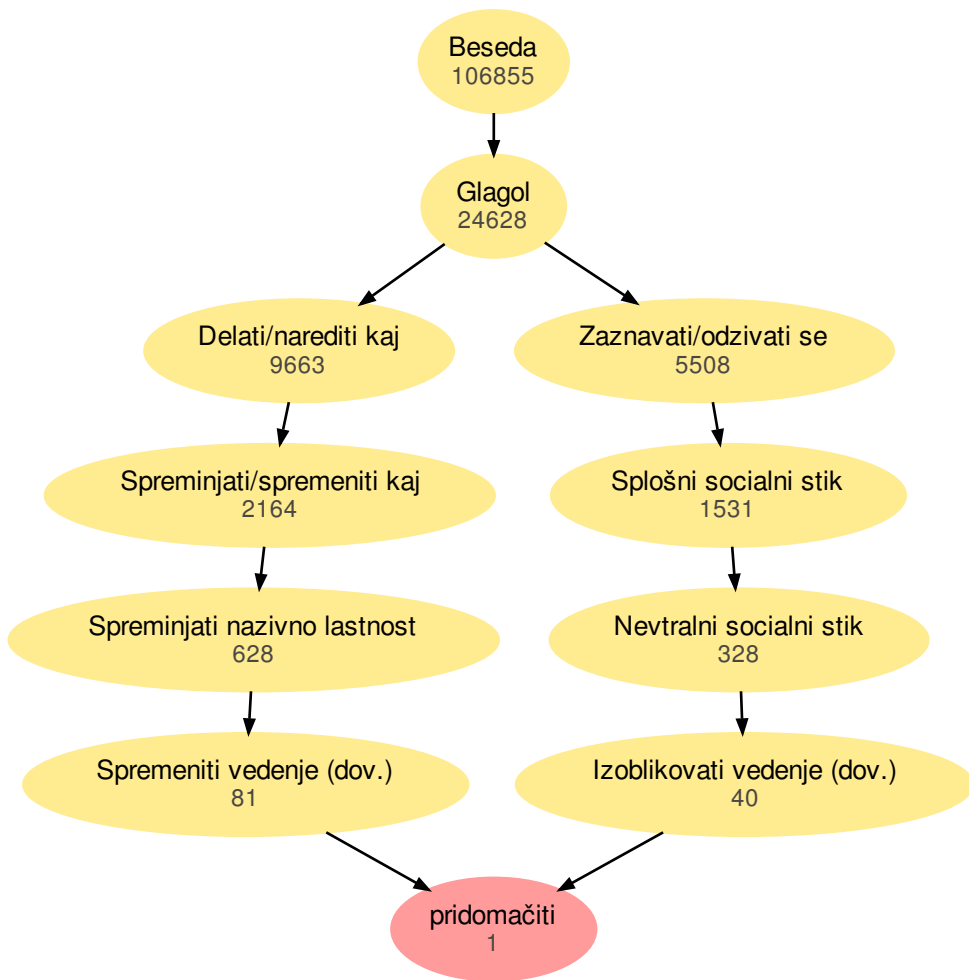 Beseda
106855
Glagol
24628
Delati/narediti kaj
9663
Zaznavati/odzivati se
5508
Spreminjati/spremeniti kaj
2164
Splošni socialni stik
1531
Spreminjati nazivno lastnost
628
Nevtralni socialni stik
328
Spremeniti vedenje (dov.)
81
Izoblikovati vedenje (dov.)
40
pridomačiti
1